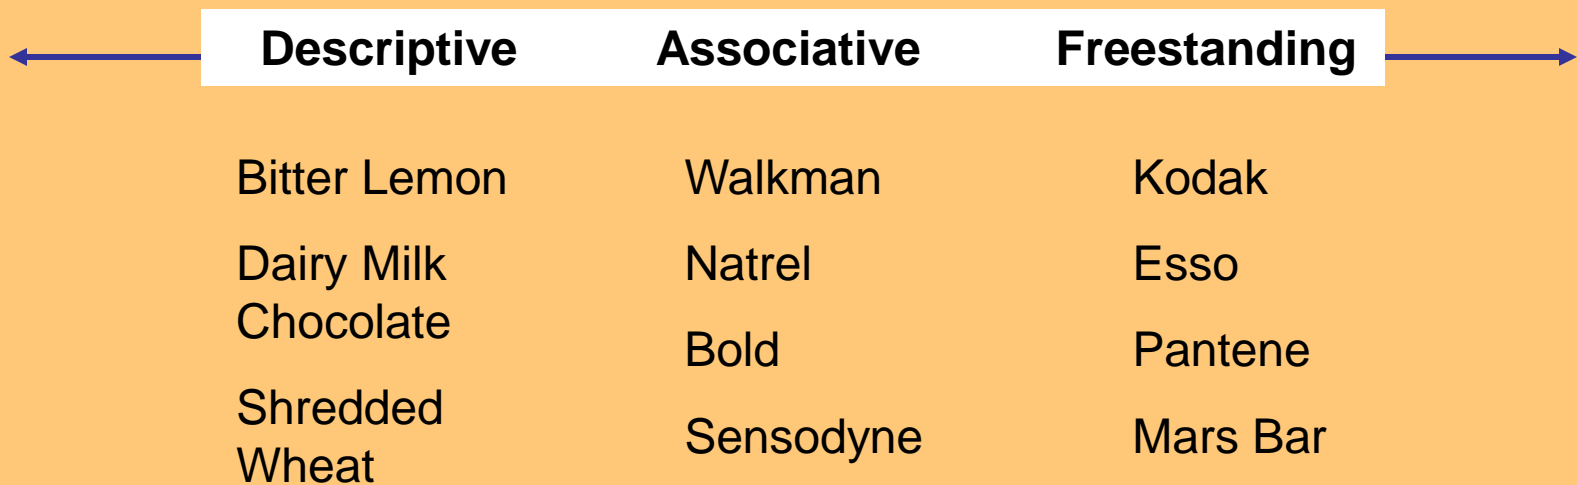 Descriptive Associative Freestanding
Bitter Lemon
Dairy Milk
Chocolate
Shredded
Wheat
Walkman
Natrel
Bold
Sensodyne
Kodak
Esso
Pantene
Mars Bar